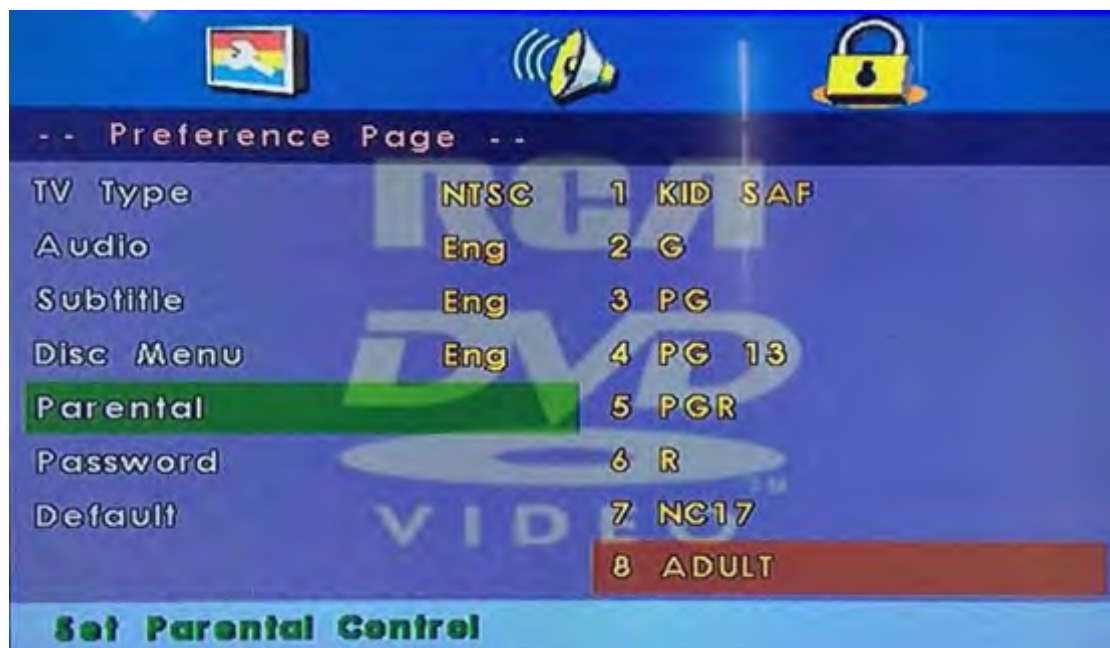 -- Preference Page --
TV Type NTSC 1 KID SAF
Audio Eng 2 G
Subtitle Eng 3 PG
Disc Menu Eng 4 PG 13
Parental 5 PGR
Password 6 R
Default 7 NC17
8 ADULT
Set Parental Control
RCA
DVD
VIDEO
TM